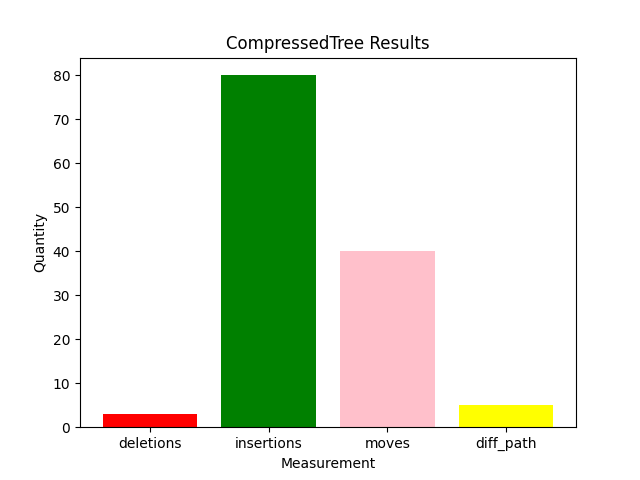 CompressedTree Results
80
70
60
50
40
30
20
10
0
Quantity
deletions insertions moves diff_path
Measurement